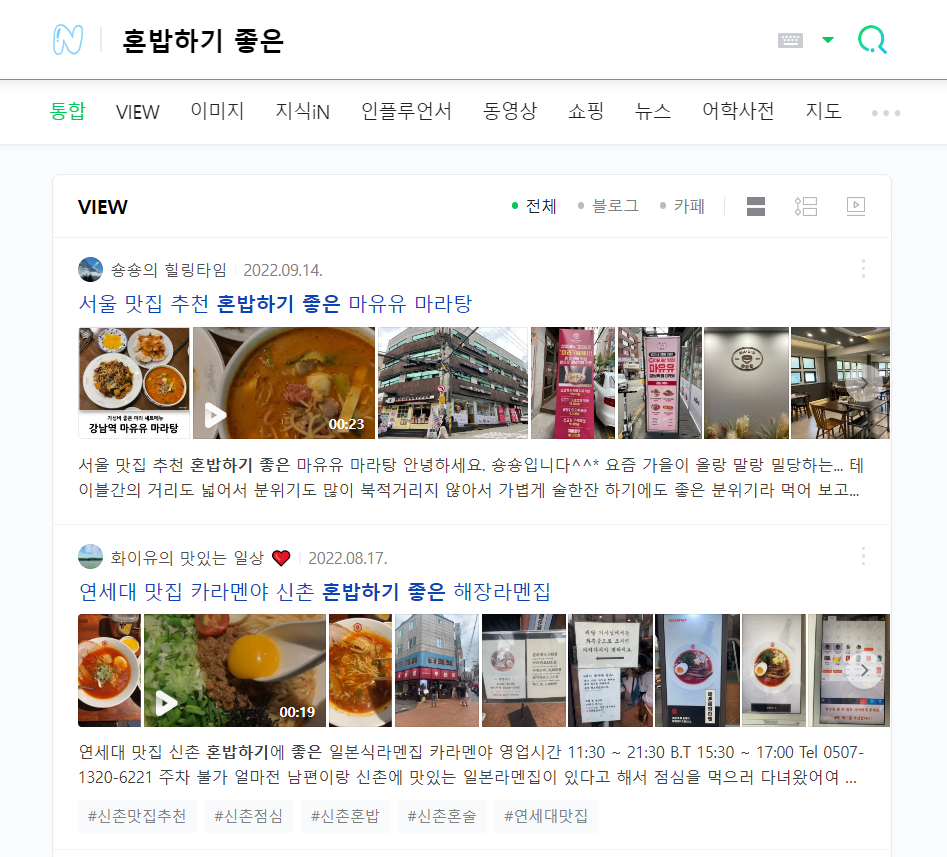 혼밥하기 좋은
통합 VIEW 이미지 지식iN 인플루언서 동영상 쇼핑 뉴스 어학사전 지도
VIEW
전체 블로그 카페
숑숑의 힐링타임 2022.09.14.
서울 맛집 추천 혼밥하기 좋은 마유유 마라탕
가성비 좋은 마라 세트메뉴
강남역 마유유 마라탕
00:23
마유유
서울 맛집 추천 혼밥하기 좋은 마유유 마라탕 안녕하세요. 숑숑입니다^^* 요즘 가을이 올랑 말랑 밀당하는... 테
이블간의 거리도 넓어서 분위기도 많이 북적거리지 않아서 가볍게 술한잔 하기에도 좋은 분위기라 먹어 보고...
화이유의 맛있는 일상 2022.08.17.
연세대 맛집 카라멘야 신촌 혼밥하기 좋은 해장라멘집
00:19
연세대 맛집 신촌 혼밥하기에 좋은 일본식라멘집 카라멘야 영업시간 11:30 ~ 21:30 B.T 15:30 ~ 17:00 Tel 0507-
1320-6221 주차 불가 얼마전 남편이랑 신촌에 맛있는 일본라멘집이 있다고 해서 점심을 먹으러 다녀왔어여 ...
#신촌맛집추천 #신촌점심 #신촌혼밥 #신촌혼술 #연세대맛집